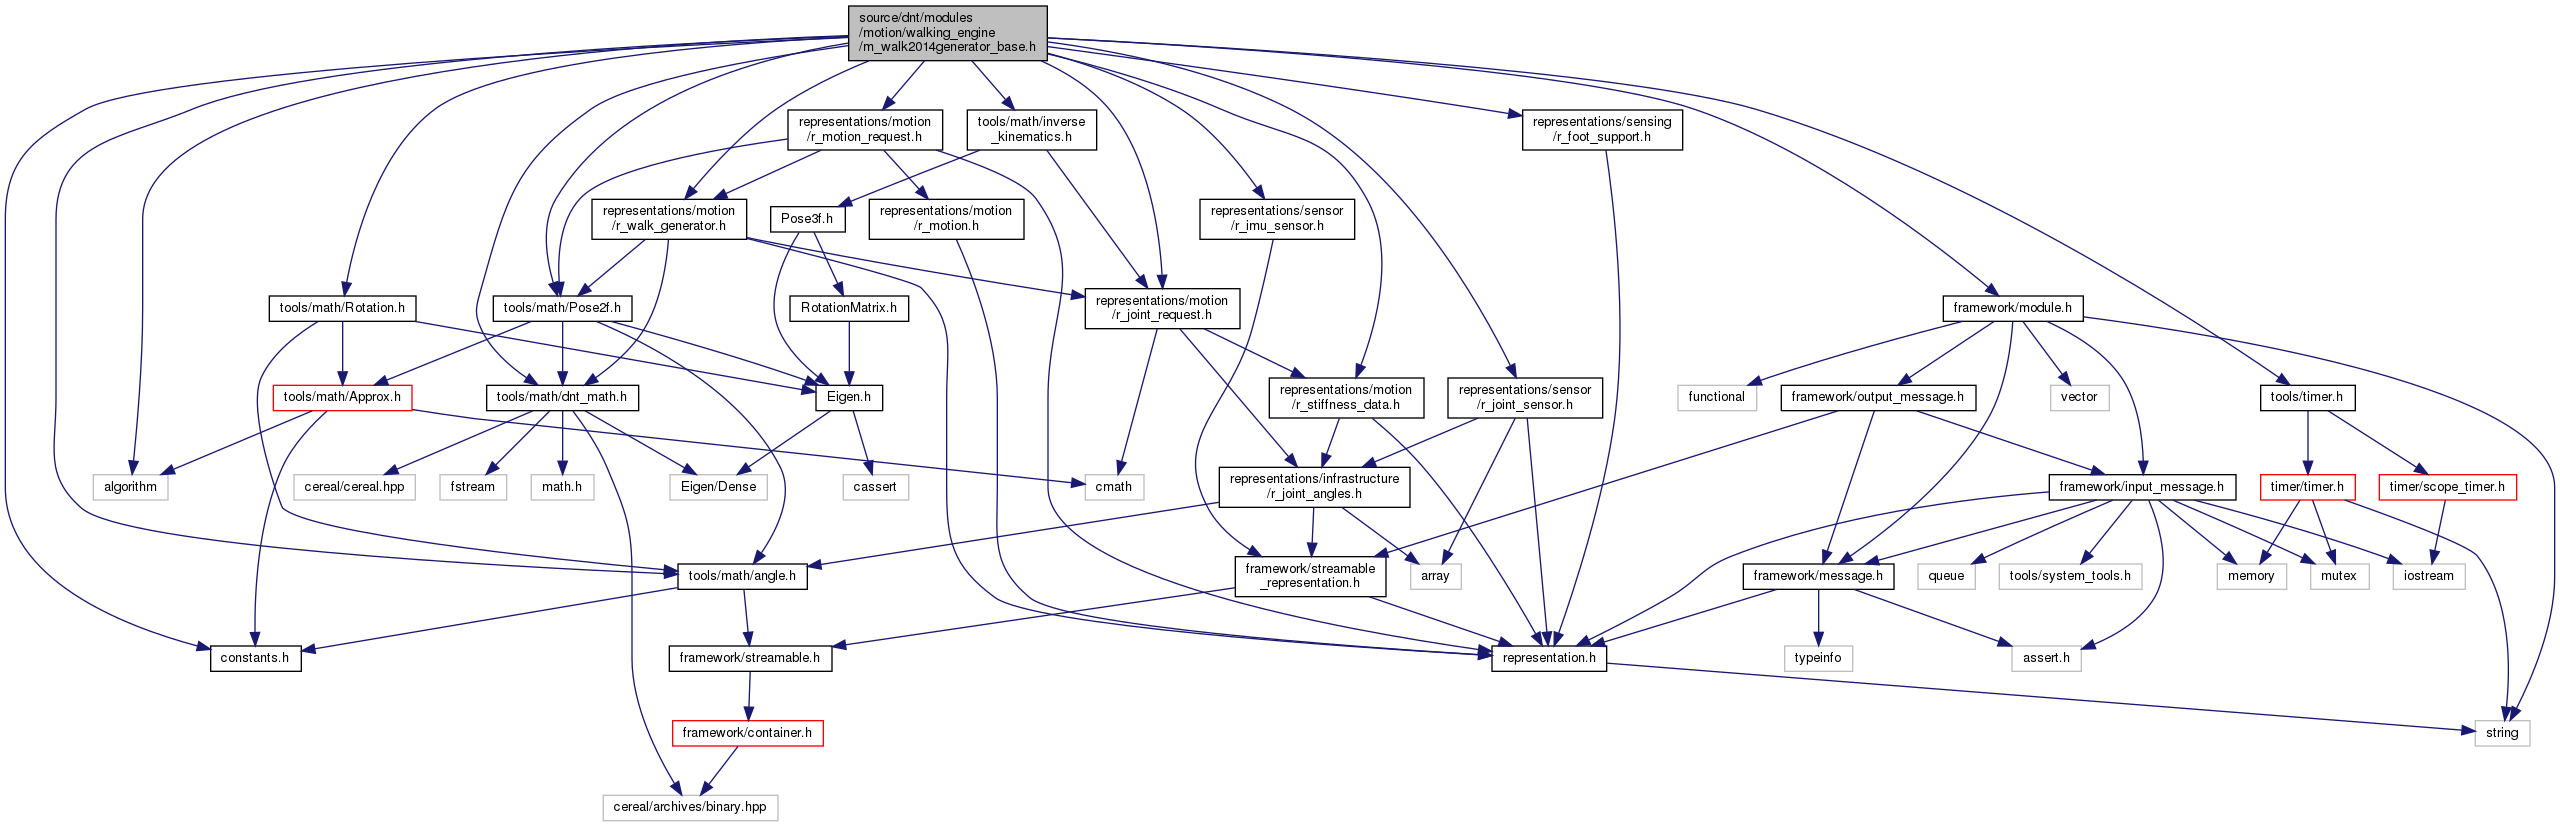 source/dnt/modules
/motion/walking_engine
/m_walk2014generator_base.h
representations/motion
/r_motion_request.h
tools/math/inverse
_kinematics.h
representations/sensing
/r_foot_support.h
representations/motion
/r_walk_generator.h
Pose3f.h
representations/motion
/r_motion.h
representations/sensor
/r_imu_sensor.h
tools/math/Rotation.h
tools/math/Pose2f.h
RotationMatrix.h
representations/motion
/r_joint_request.h
framework/module.h
tools/math/Approx.h
tools/math/dnt_math.h
Eigen.h
representations/motion
/r_stiffness_data.h
representations/sensor
/r_joint_sensor.h
functional
framework/output_message.h
vector
tools/timer.h
algorithm
cereal/cereal.hpp
fstream
math.h
Eigen/Dense
cassert
cmath
representations/infrastructure
/r_joint_angles.h
framework/input_message.h
timer/timer.h
timer/scope_timer.h
tools/math/angle.h
framework/streamable
_representation.h
array
framework/message.h
queue
tools/system_tools.h
memory
mutex
iostream
constants.h
framework/streamable.h
representation.h
typeinfo
assert.h
framework/container.h
string
cereal/archives/binary.hpp